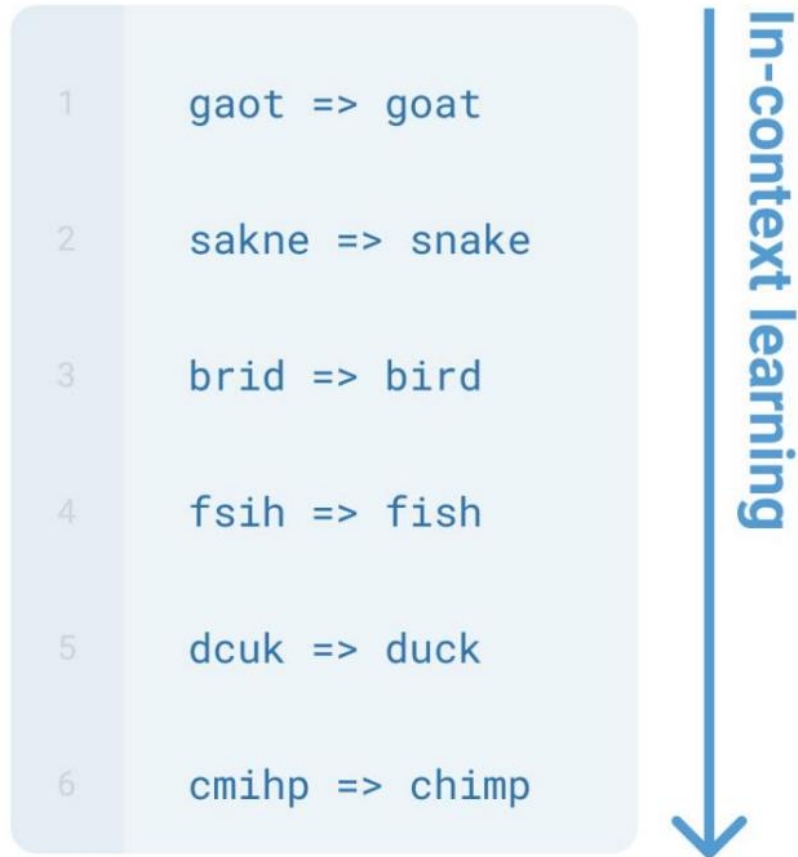 1 gaot => goat
2 sakne => snake
3 brid => bird
4 fsih => fish
5 dcuk => duck
6 cmihp => chimp
In-context learning